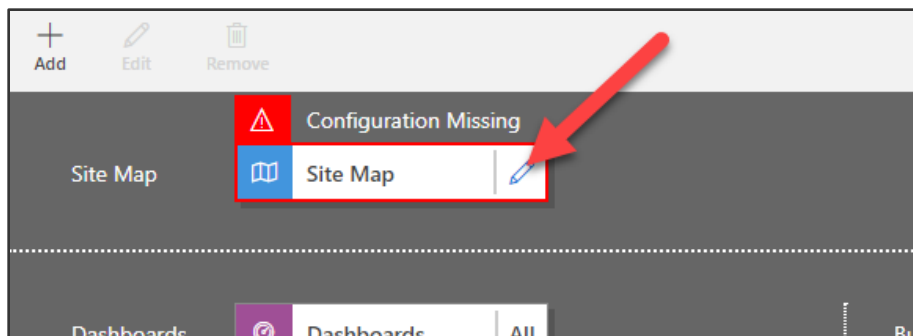 Add Edit Remove
Configuration Missing
Site Map Site Map
Dashboards Dashboards All